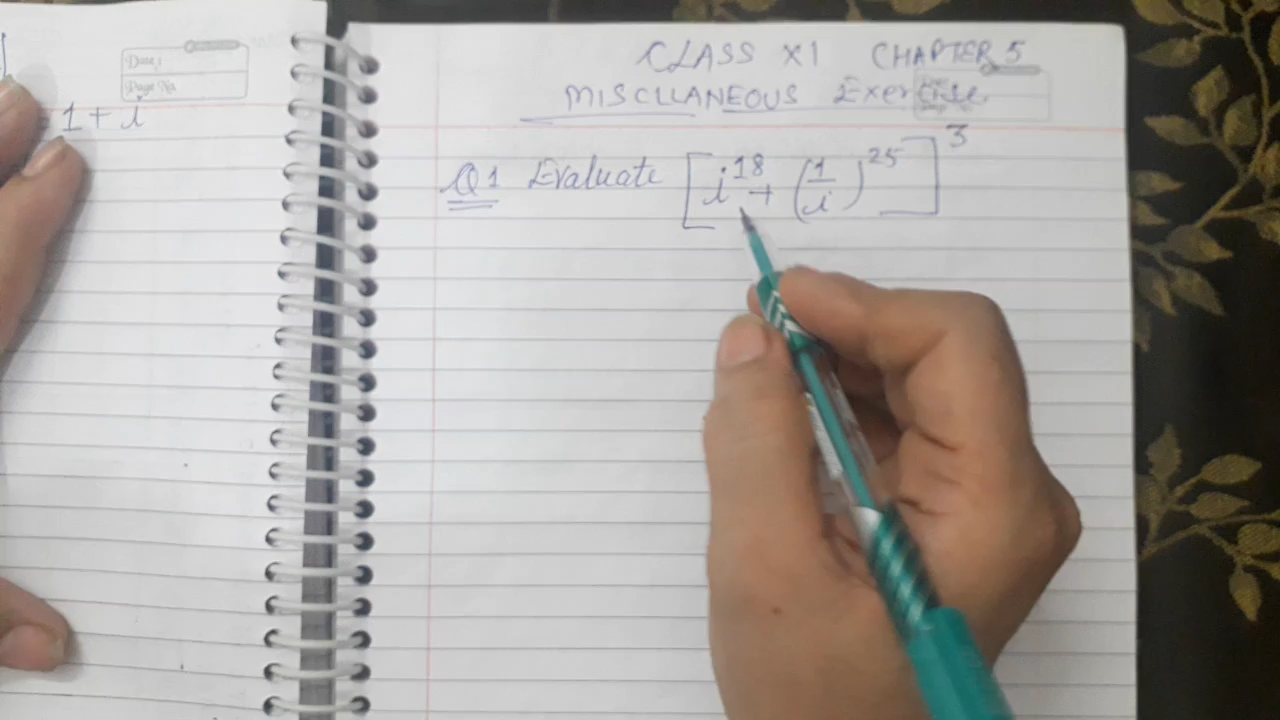 Date:
Page No.
1 + i
CLASS XI CHAPTER 5
MISCLLANEOUS Exercise
Q1 Evaluate [i^18 + (1/i)^25]^3